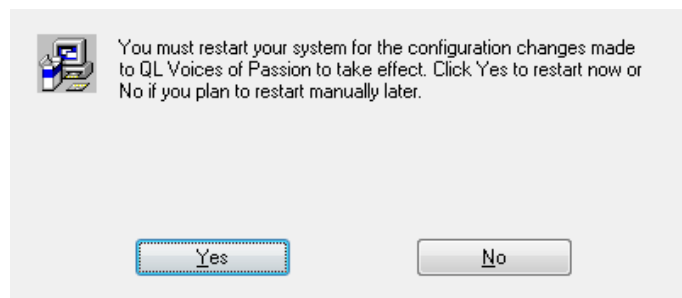 You must restart your system for the configuration changes made
to QL Voices of Passion to take effect. Click Yes to restart now or
No if you plan to restart manually later.
Yes
No